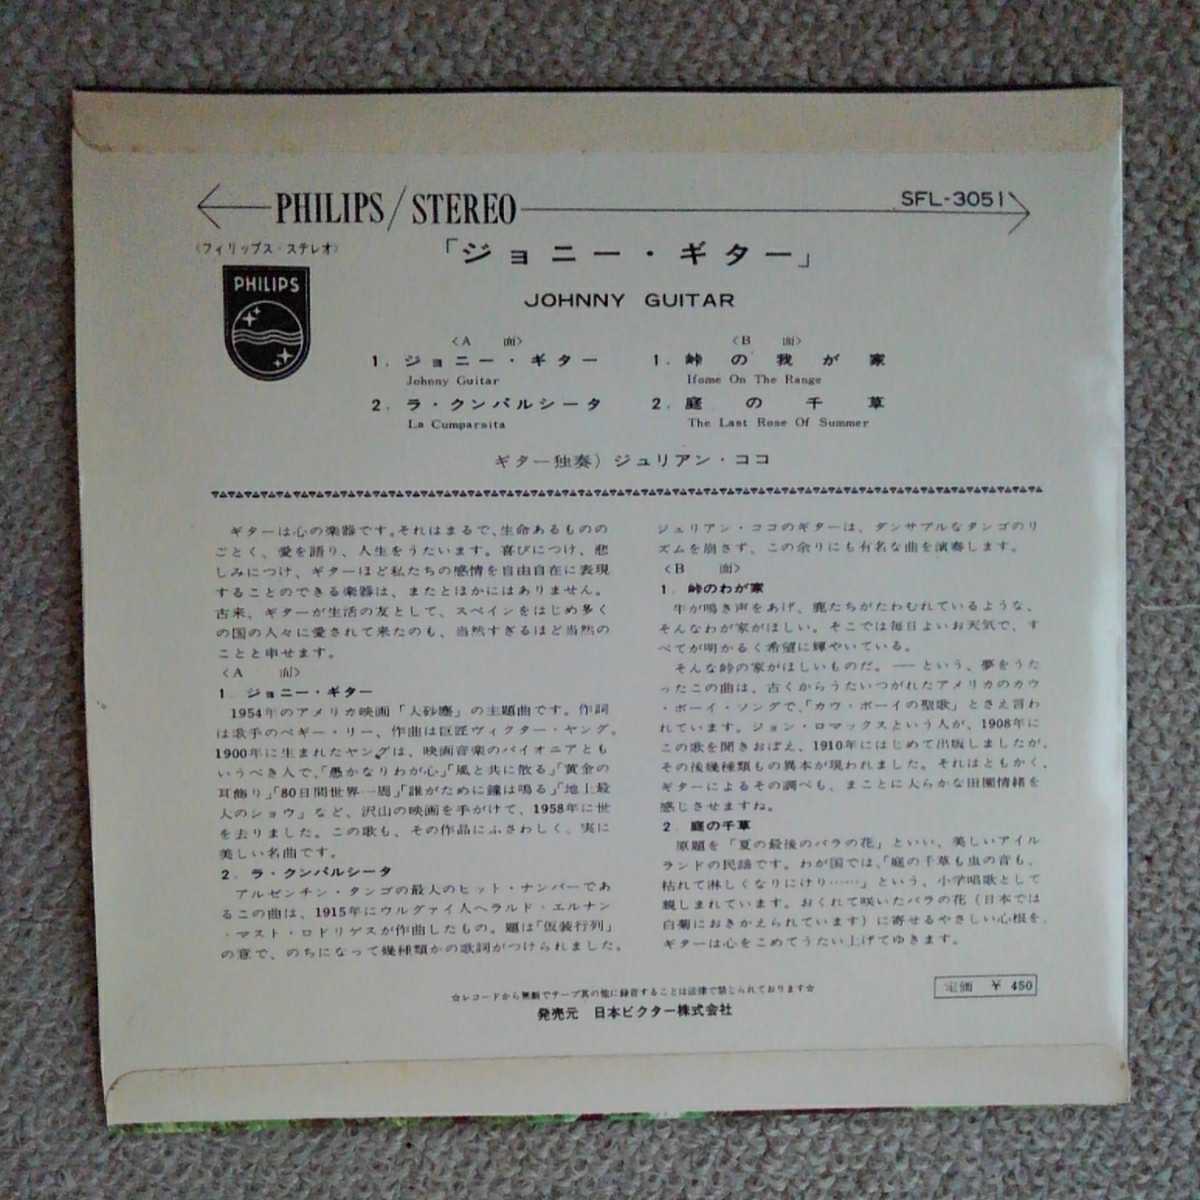 PHILIPS/STEREO
SFL-3051
〈フィリップス・ステレオ〉
PHILIPS
「ジョニー・ギター」
JOHNNY GUITAR
〈A 面〉
1. ジョニー・ギター
Johnny Guitar
2. ラ・クンパルシータ
La Cumparsita
〈B 面〉
1. 峠の我が家
Home On The Range
2. 庭の千草
The Last Rose Of Summer
ギター独奏）ジュリアン・ココ
ギターは心の楽器です。それはまるで、生命あるものの
ごとく、愛を語り、人生をうたいます。喜びにつけ、悲
しみにつけ、ギターほど私たちの感情を自由自在に表現
することのできる楽器は、またとほかにはありません。
古来、ギターが生活の友として、スペインをはじめ多く
の国の人々に愛されて来たのも、当然すぎるほど当然の
ことと申せます。
〈A 面〉
1. ジョニー・ギター
1954年のアメリカ映画「大砂塵」の主題曲です。作詞
は歌手のペギー・リー、作曲は巨匠ヴィクター・ヤング。
1900年に生まれたヤングは、映画音楽のパイオニアとも
いうべき人で、「愚かなりわが心」「風と共に散る」「黄金の
耳飾り」「80日間世界一周」「誰がために鐘は鳴る」「地上最
大のショウ」など、沢山の映画を手がけて、1958年に世
を去りました。この歌も、その作品にふさわしく、実に
美しい名曲です。
2. ラ・クンパルシータ
アルゼンチン・タンゴの最大のヒット・ナンバーであ
るこの曲は、1915年にウルグァイ人ヘラルド・エルナン
・マスト・ロドリゲスが作曲したもの。題は「仮装行列」
の意で、のちになって幾種類かの歌詞がつけられました。
ジュリアン・ココのギターは、ダンサブルなタンゴのリ
ズムを崩さず、この余りにも有名な曲を演奏します。
〈B 面〉
1. 峠のわが家
牛が鳴き声をあげ、鹿たちがたわむれているような、
そんなわが家がほしい。そこでは毎日よいお天気で、す
べてが明かるく希望に輝やいている。
そんな峠の家がほしいものだ。──という、夢をうた
ったこの曲は、古くからうたいつがれたアメリカのカウ
・ボーイ・ソングで、「カウ・ボーイの聖歌」とさえ言わ
れています。ジョン・ロマックスという人が、1908年に
この歌を聞きおぼえ、1910年にはじめて出版しましたが、
その後幾種類もの異本が現われました。それはともかく、
ギターによるその調べも、まことに大らかな田園情緒を
感じさせますね。
2. 庭の千草
原題を「夏の最後のバラの花」といい、美しいアイル
ランドの民謡です。わが国では、「庭の千草も虫の音も、
枯れて淋しくなりにけり……」という、小学唱歌として
親しまれています。おくれて咲いたバラの花（日本では
白菊におきかえられています）に寄せるやさしい心根を、
ギターは心をこめてうたい上げてゆきます。
☆レコードから無断でテープ其の他に録音することは法律で禁じられております☆
定価 ￥450
発売元 日本ビクター株式会社